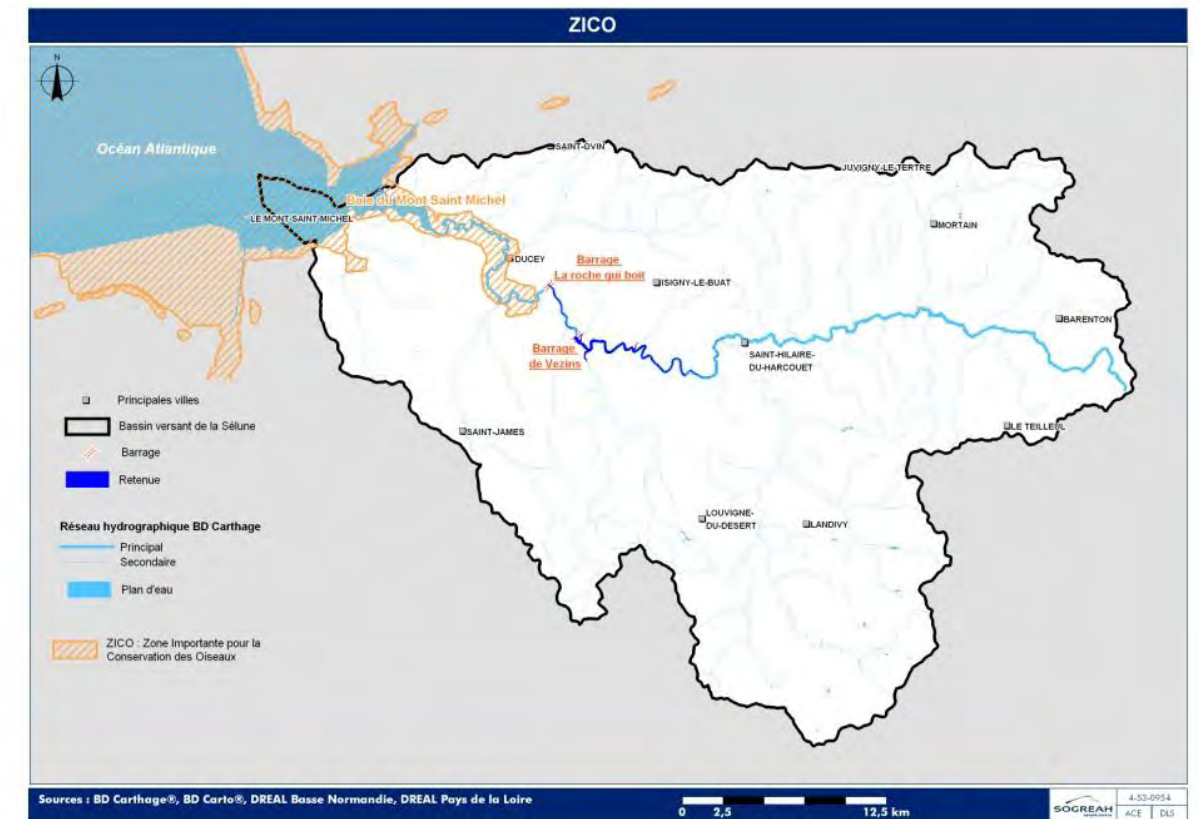 ZICO
N
Océan Atlantique
SAINT-OVIN
JUVIGNY-LE-TERTRE
Baie du Mont Saint Michel
LE MONT-SAINT-MICHEL
MORTAIN
DUCEY
Barrage
La roche qui boit
ISIGNY-LE-BUAT
BARENTON
Barrage
de Vezins
SAINT-HILAIRE-
DU-HARCOUET
SAINT-JAMES
LE TEILLEUL
LOUVIGNE-
DU-DESERT
LANDIVY
Principales villes
Bassin versant de la Sélune
Barrage
Retenue
Réseau hydrographique BD Carthage
Principal
Secondaire
Plan d'eau
ZICO : Zone Importante pour la
Conservation des Oiseaux
Sources : BD Carthage®, BD Carto®, DREAL Basse Normandie, DREAL Pays de la Loire
0 2,5 12,5 km
SOGREAH
4-53-0954
ACE DLS